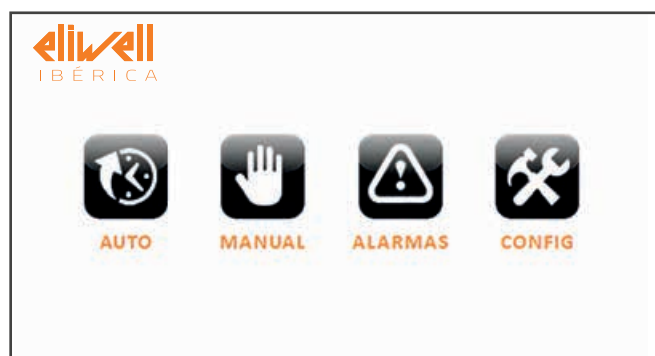 eliwell
IBÉRICA
AUTO
MANUAL
ALARMAS
CONFIG